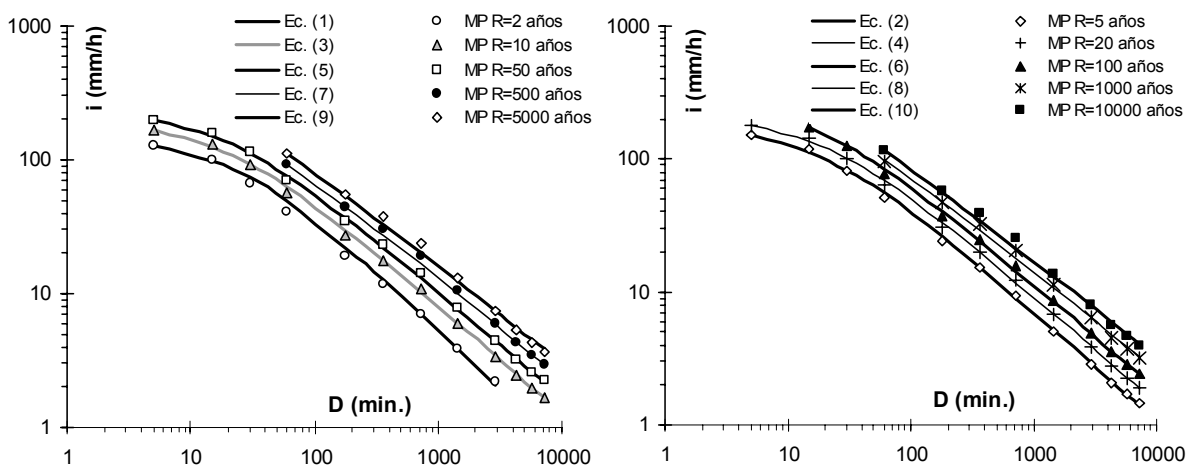 1000
100
10
1
i (mm/h)
Ec. (1)
Ec. (3)
Ec. (5)
Ec. (7)
Ec. (9)
MP R=2 años
MP R=10 años
MP R=50 años
MP R=500 años
MP R=5000 años
D (min.)
1 10 100 1000 10000
1000
100
10
1
i (mm/h)
Ec. (2)
Ec. (4)
Ec. (6)
Ec. (8)
Ec. (10)
MP R=5 años
MP R=20 años
MP R=100 años
MP R=1000 años
MP R=10000 años
D (min.)
1 10 100 1000 10000